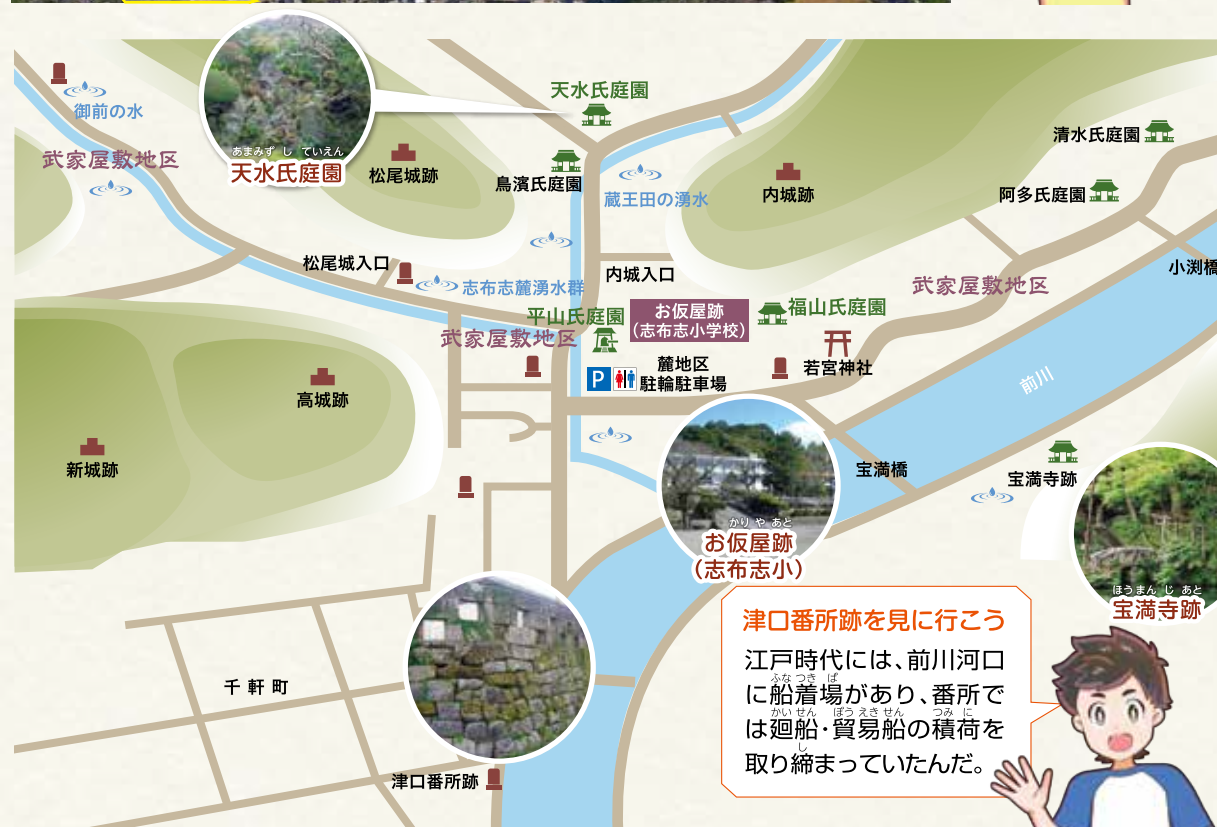 天水氏庭園
御前の水
武家屋敷地区
あまみず し ていえん
天水氏庭園
松尾城跡
鳥濱氏庭園
蔵王田の湧水
内城跡
清水氏庭園
阿多氏庭園
小渕橋
松尾城入口
志布志麓湧水群
内城入口
武家屋敷地区
平山氏庭園
お仮屋跡
(志布志小学校)
福山氏庭園
武家屋敷地区
P
麓地区
駐輪駐車場
若宮神社
前川
高城跡
新城跡
宝満橋
宝満寺跡
かり や あと
お仮屋跡
(志布志小)
ほうまん じ あと
宝満寺跡
千軒町
津口番所跡
津口番所跡を見に行こう
江戸時代には、前川河口
ふなつき ば
に船着場があり、番所で
かいせん ぼうえきせん つみ に
は廻船・貿易船の積荷を
し
取り締まっていたんだ。